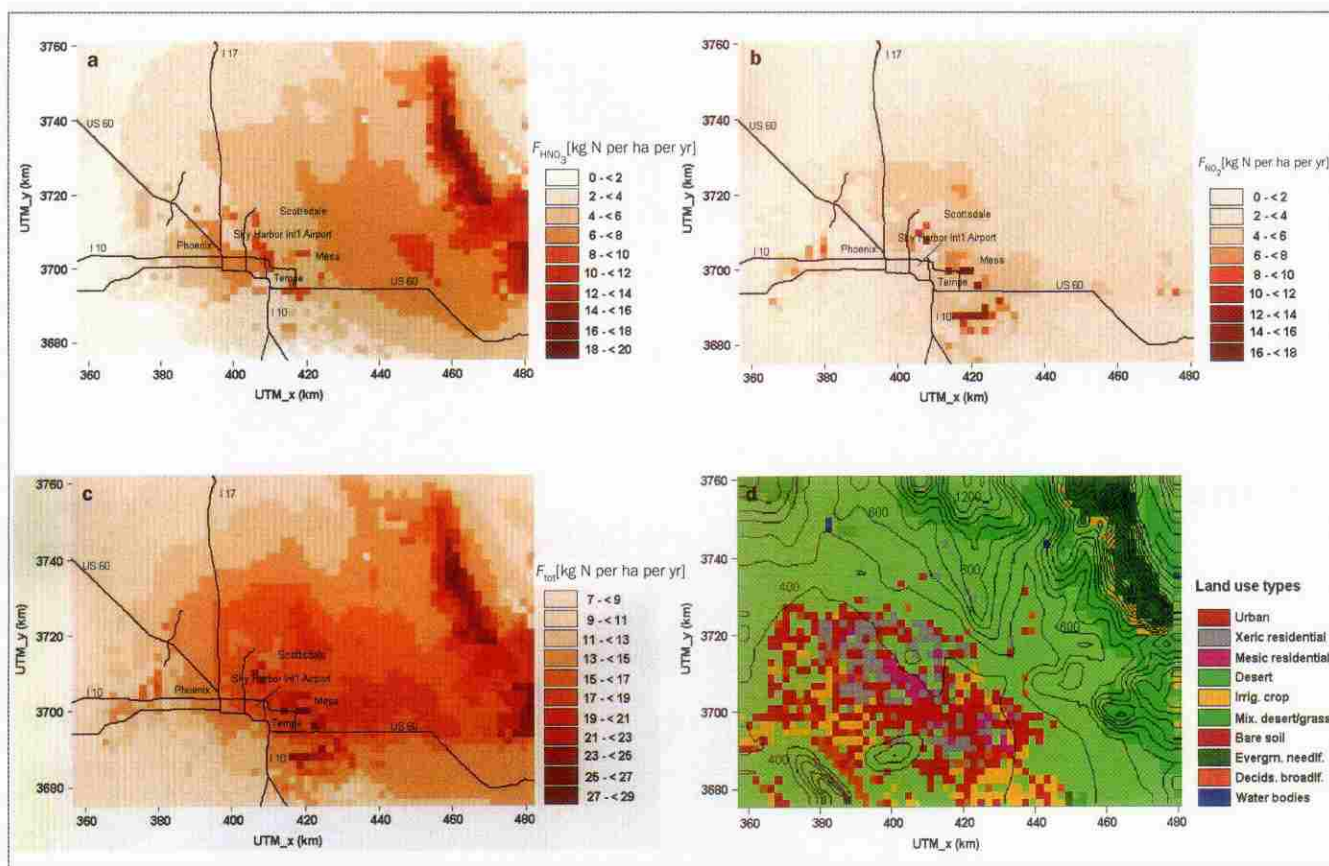 a
3760
3740
3720
3700
3680
UTM_y (km)
360
380
400
420
440
460
480
UTM_x (km)
I 17
US 60
I 10
Phoenix
Scottsdale
Sky Harbor Int'l Airport
Mesa
Tempe
US 60
I 10
F HNO3 [kg N per ha per yr]
0 - <2
2 - <4
4 - <6
6 - <8
8 - <10
10 - <12
12 - <14
14 - <16
16 - <18
18 - <20
b
3760
3740
3720
3700
3680
UTM_y (km)
360
380
400
420
440
460
480
UTM_x (km)
I 17
US 60
I 10
Phoenix
Scottsdale
Sky Harbor Int'l Airport
Mesa
Tempe
US 60
I 10
F NO2 [kg N per ha per yr]
0 - <2
2 - <4
4 - <6
6 - <8
8 - <10
10 - <12
12 - <14
14 - <16
16 - <18
c
3760
3740
3720
3700
3680
UTM_y (km)
360
380
400
420
440
460
480
UTM_x (km)
I 17
US 60
I 10
Phoenix
Scottsdale
Sky Harbor Int'l Airport
Mesa
Tempe
US 60
I 10
F tot [kg N per ha per yr]
7 - <9
9 - <11
11 - <13
13 - <15
15 - <17
17 - <19
19 - <21
21 - <23
23 - <25
25 - <27
27 - <29
d
3760
3740
3720
3700
3680
UTM_y (km)
360
380
400
420
440
460
480
UTM_x (km)
1200
600
800
400
600
400
Land use types
Urban
Xeric residential
Mesic residential
Desert
Irrig. crop
Mix. desert/grass
Bare soil
Evergrn. needlf.
Decids. broadlf.
Water bodies